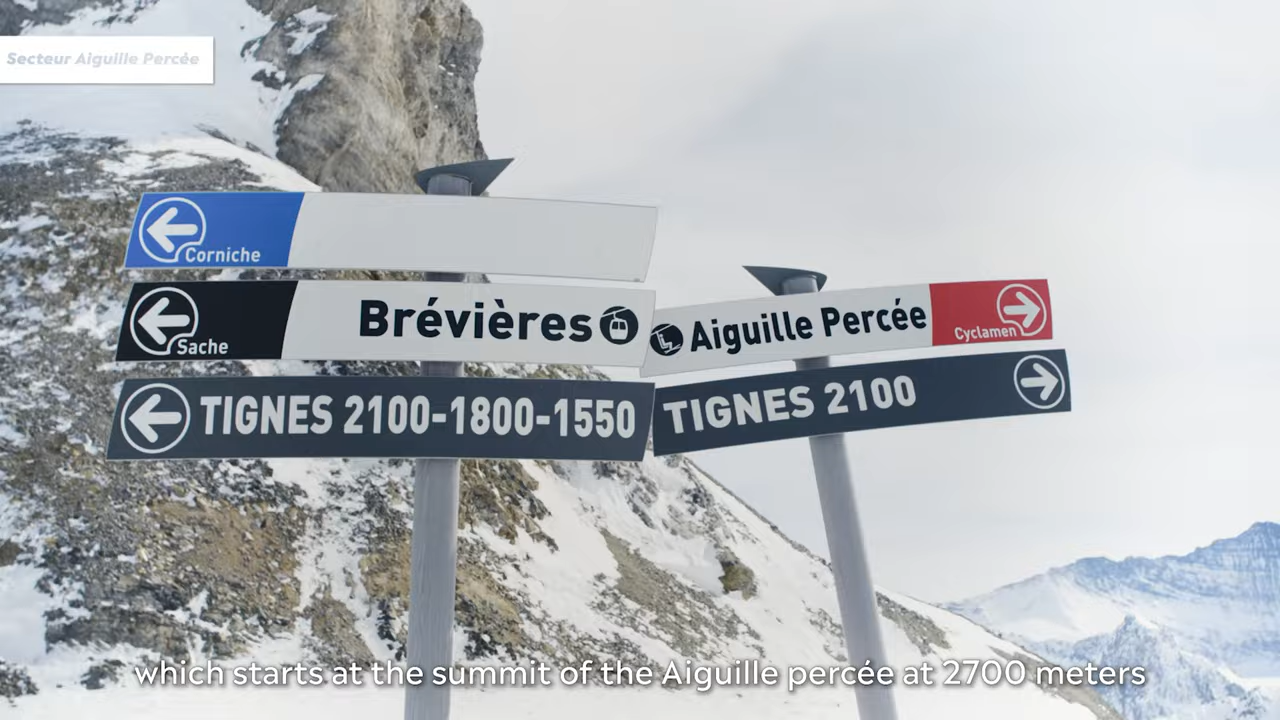 Secteur Aiguille Percée
Corniche
Sache
Brévières
TIGNES 2100-1800-1550
Aiguille Percée
Cyclamen
TIGNES 2100
which starts at the summit of the Aiguille percée at 2700 meters